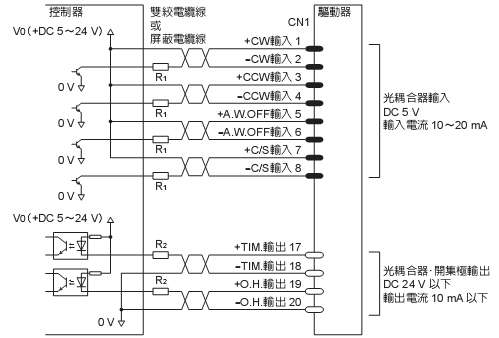 控制器
雙絞電纜線
或
屏蔽電纜線
驅動器
CN1
V₀（+DC 5～24 V）
+CW輸入 1
−CW輸入 2
+CCW輸入 3
−CCW輸入 4
+A.W.OFF輸入 5
−A.W.OFF輸入 6
+C/S輸入 7
−C/S輸入 8
R₁
R₁
R₁
R₁
0 V
0 V
0 V
0 V
光耦合器輸入
DC 5 V
輸入電流 10～20 mA
V₀（+DC 5～24 V）
R₂
R₂
+TIM.輸出 17
−TIM.輸出 18
+O.H.輸出 19
−O.H.輸出 20
0 V
光耦合器·開集極輸出
DC 24 V 以下
輸出電流 10 mA 以下